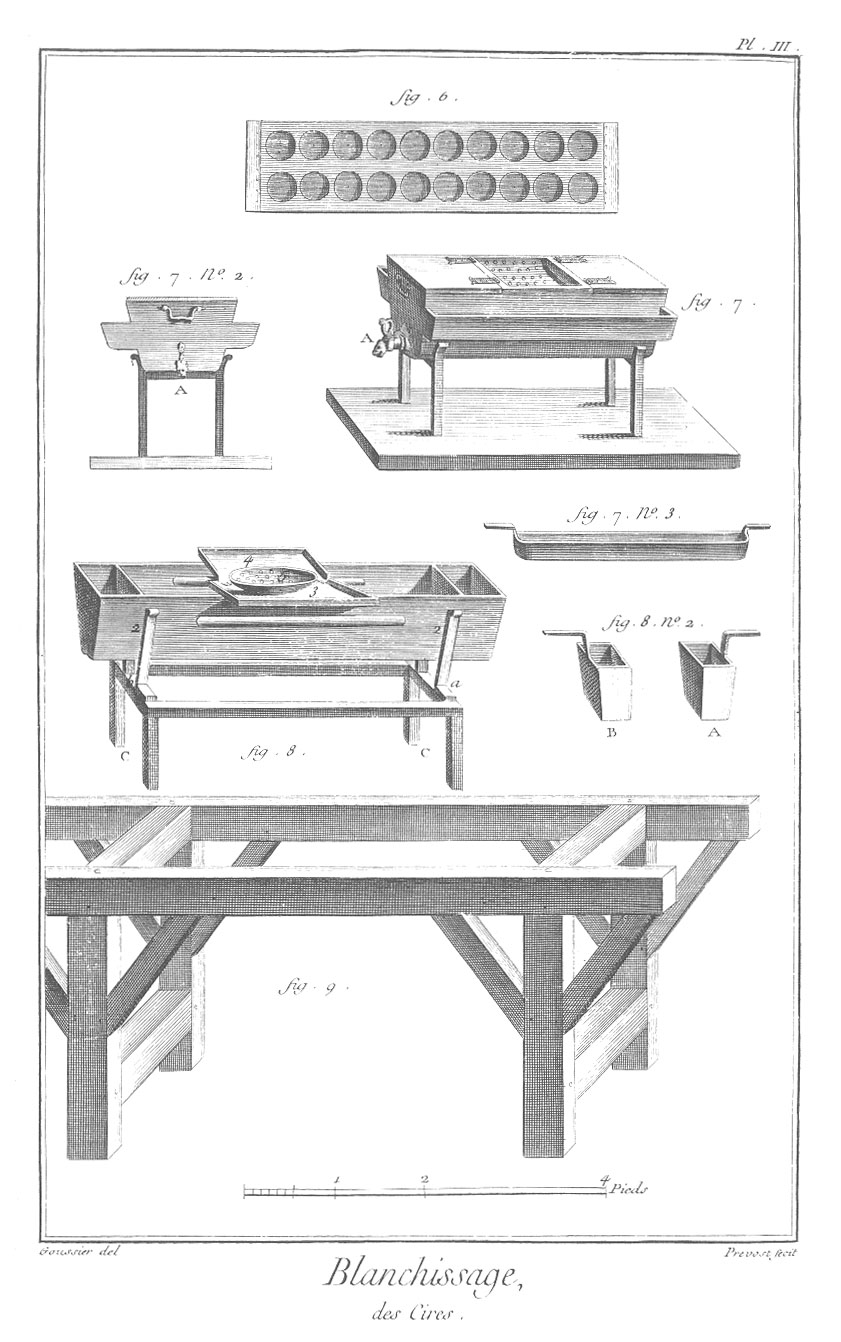 Pl . III .
fig . 6 .
fig . 7 . No. 2 .
A
fig . 7 .
A
fig . 7 . No. 3 .
4
3
2
2
a
C
C
fig . 8 .
fig . 8 . no. 2 .
B
A
c
c
c
fig . 9 .
1
2
4
Pieds
Goussier del
Prevost fecit
Blanchissage,
des Cires .